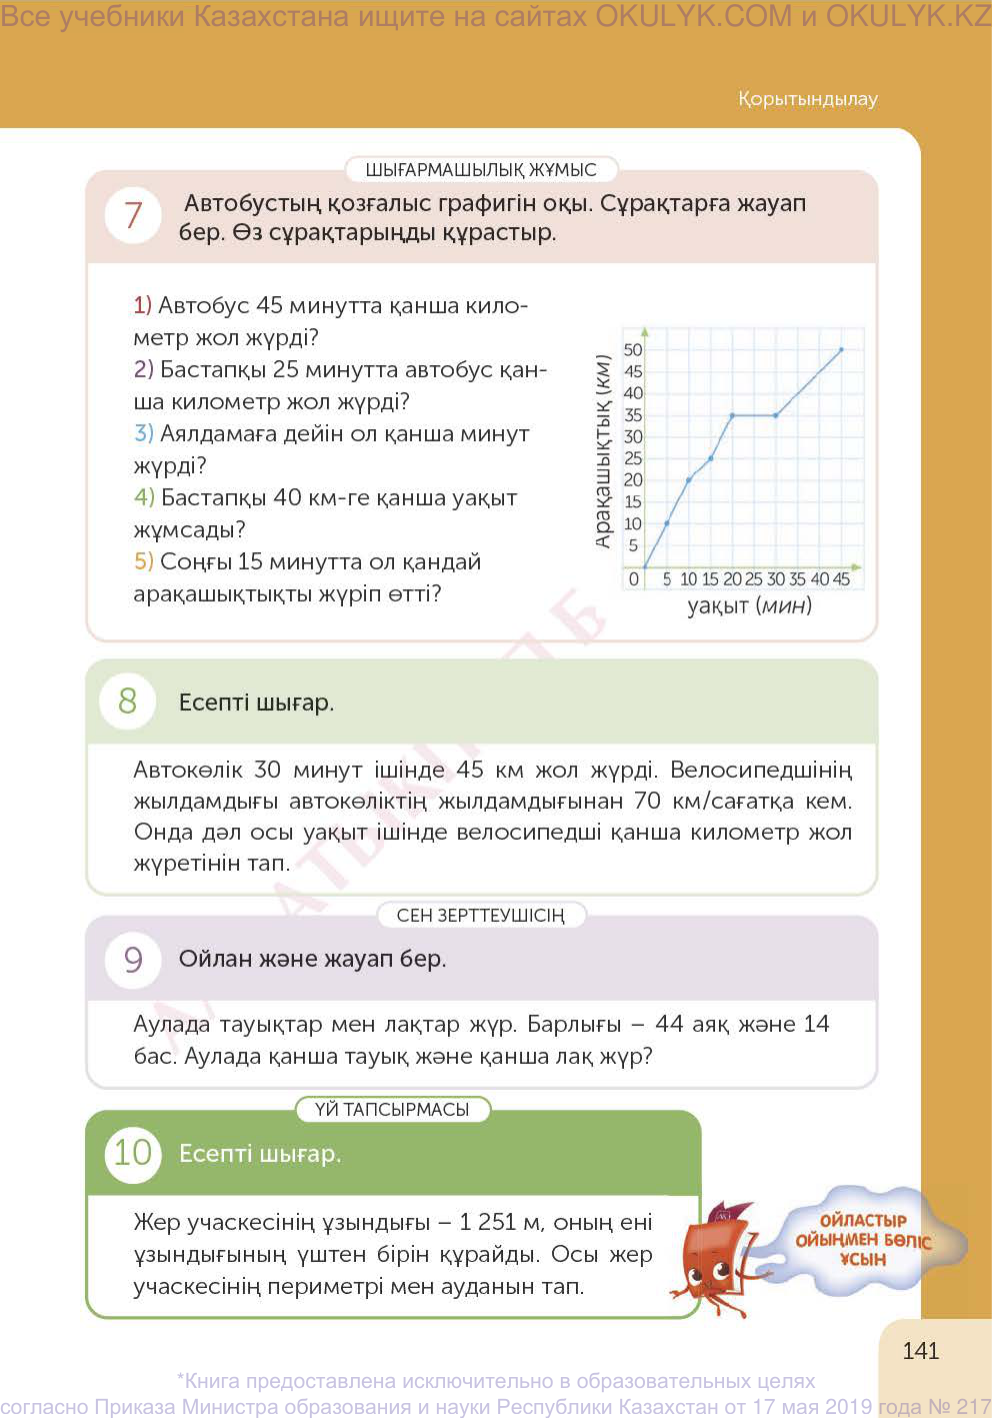 Все учебники Казахстана ищите на сайтах OKULYK.COM и OKULYK.KZ
Қорытындылау
ШЫҒАРМАШЫЛЫҚ ЖҰМЫС
7
Автобустың қозғалыс графигін оқы. Сұрақтарға жауап
бер. Өз сұрақтарыңды құрастыр.
1) Автобус 45 минутта қанша кило-
метр жол жүрді?
2) Бастапқы 25 минутта автобус қан-
ша километр жол жүрді?
3) Аялдамаға дейін ол қанша минут
жүрді?
4) Бастапқы 40 км-ге қанша уақыт
жұмсады?
5) Соңғы 15 минутта ол қандай
арақашықтықты жүріп өтті?
Арақашықтық (км)
50
45
40
35
30
25
20
15
10
5
0 5 10 15 20 25 30 35 40 45
уақыт (мин)
8
Есепті шығар.
Автокөлік 30 минут ішінде 45 км жол жүрді. Велосипедшінің
жылдамдығы автокөліктің жылдамдығынан 70 км/сағатқа кем.
Онда дәл осы уақыт ішінде велосипедші қанша километр жол
жүретінін тап.
СЕН ЗЕРТТЕУШІСІҢ
9
Ойлан және жауап бер.
Аулада тауықтар мен лақтар жүр. Барлығы – 44 аяқ және 14
бас. Аулада қанша тауық және қанша лақ жүр?
ҮЙ ТАПСЫРМАСЫ
10
Есепті шығар.
Жер учаскесінің ұзындығы – 1 251 м, оның ені
ұзындығының үштен бірін құрайды. Осы жер
учаскесінің периметрі мен ауданын тап.
ОЙЛАСТЫР
ОЙЫҢМЕН БӨЛІС
ҰСЫН
141
*Книга предоставлена исключительно в образовательных целях
согласно Приказа Министра образования и науки Республики Казахстан от 17 мая 2019 года № 217